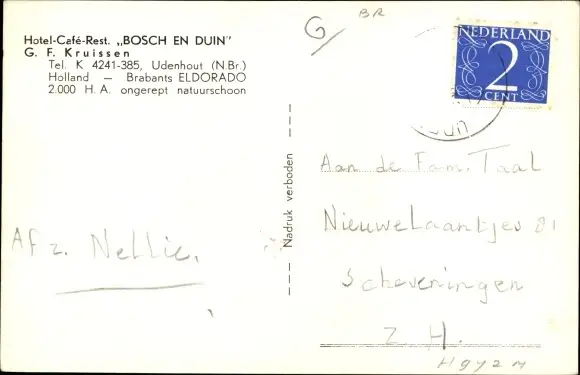 Hotel-Café-Rest. „BOSCH EN DUIN"
G. F. Kruissen
Tel. K 4241-385, Udenhout (N.Br.)
Holland — Brabants ELDORADO
2.000 H.A. ongerept natuurschoon
G
BR
NEDERLAND
2
CENT
Nadruk verboden
Aan de Fam. Taal
Nieuwelaantjes 81
Scheveningen
Z.H.
Afz. Nellie.
Hgyzm